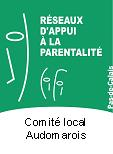 RÉSEAUX
D'APPUI
À LA
PARENTALITÉ
Pas-de-Calais
Comité local
Audomarois